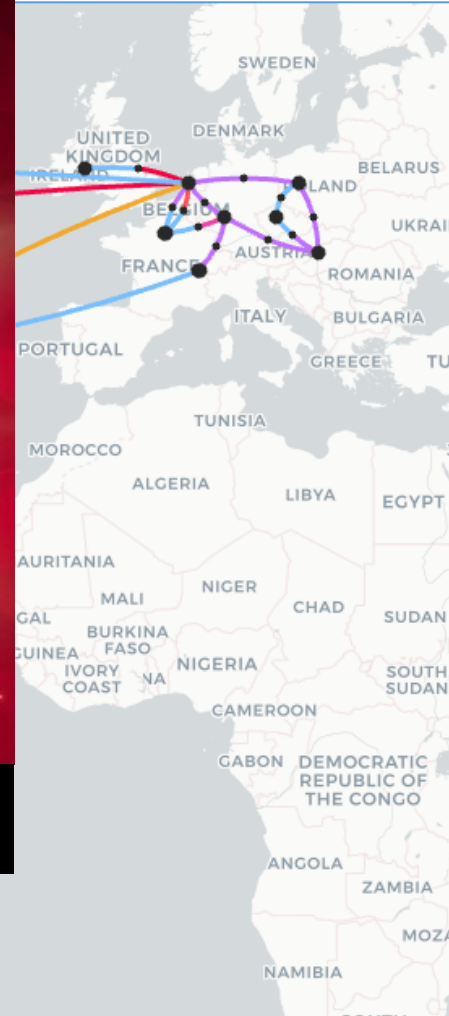 SWEDEN
DENMARK
UNITED
KINGDOM
BELARUS
IRELAND
LAND
BELGIUM
UKRAI
AUSTRIA
FRANCE
ROMANIA
ITALY
BULGARIA
PORTUGAL
GREECE
TU
TUNISIA
MOROCCO
ALGERIA
LIBYA
EGYPT
AURITANIA
NIGER
MALI
CHAD
GAL
SUDAN
BURKINA
FASO
GUINEA
NIGERIA
IVORY
COAST
NA
SOUTH
SUDAN
CAMEROON
GABON
DEMOCRATIC
REPUBLIC OF
THE CONGO
ANGOLA
ZAMBIA
MOZA
NAMIBIA